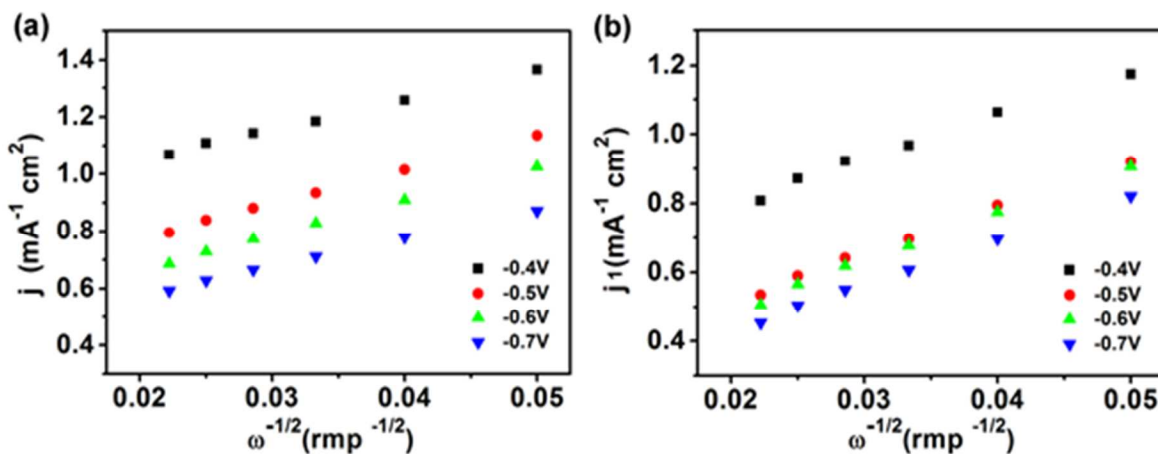 (a)
j (mA⁻¹ cm²)
1.4
1.2
1.0
0.8
0.6
0.4
-0.4V
-0.5V
-0.6V
-0.7V
0.02 0.03 0.04 0.05
ω⁻¹/²(rmp ⁻¹/²)
(b)
j₁(mA⁻¹ cm²)
1.2
1.0
0.8
0.6
0.4
-0.4V
-0.5V
-0.6V
-0.7V
0.02 0.03 0.04 0.05
ω⁻¹/²(rmp ⁻¹/²)